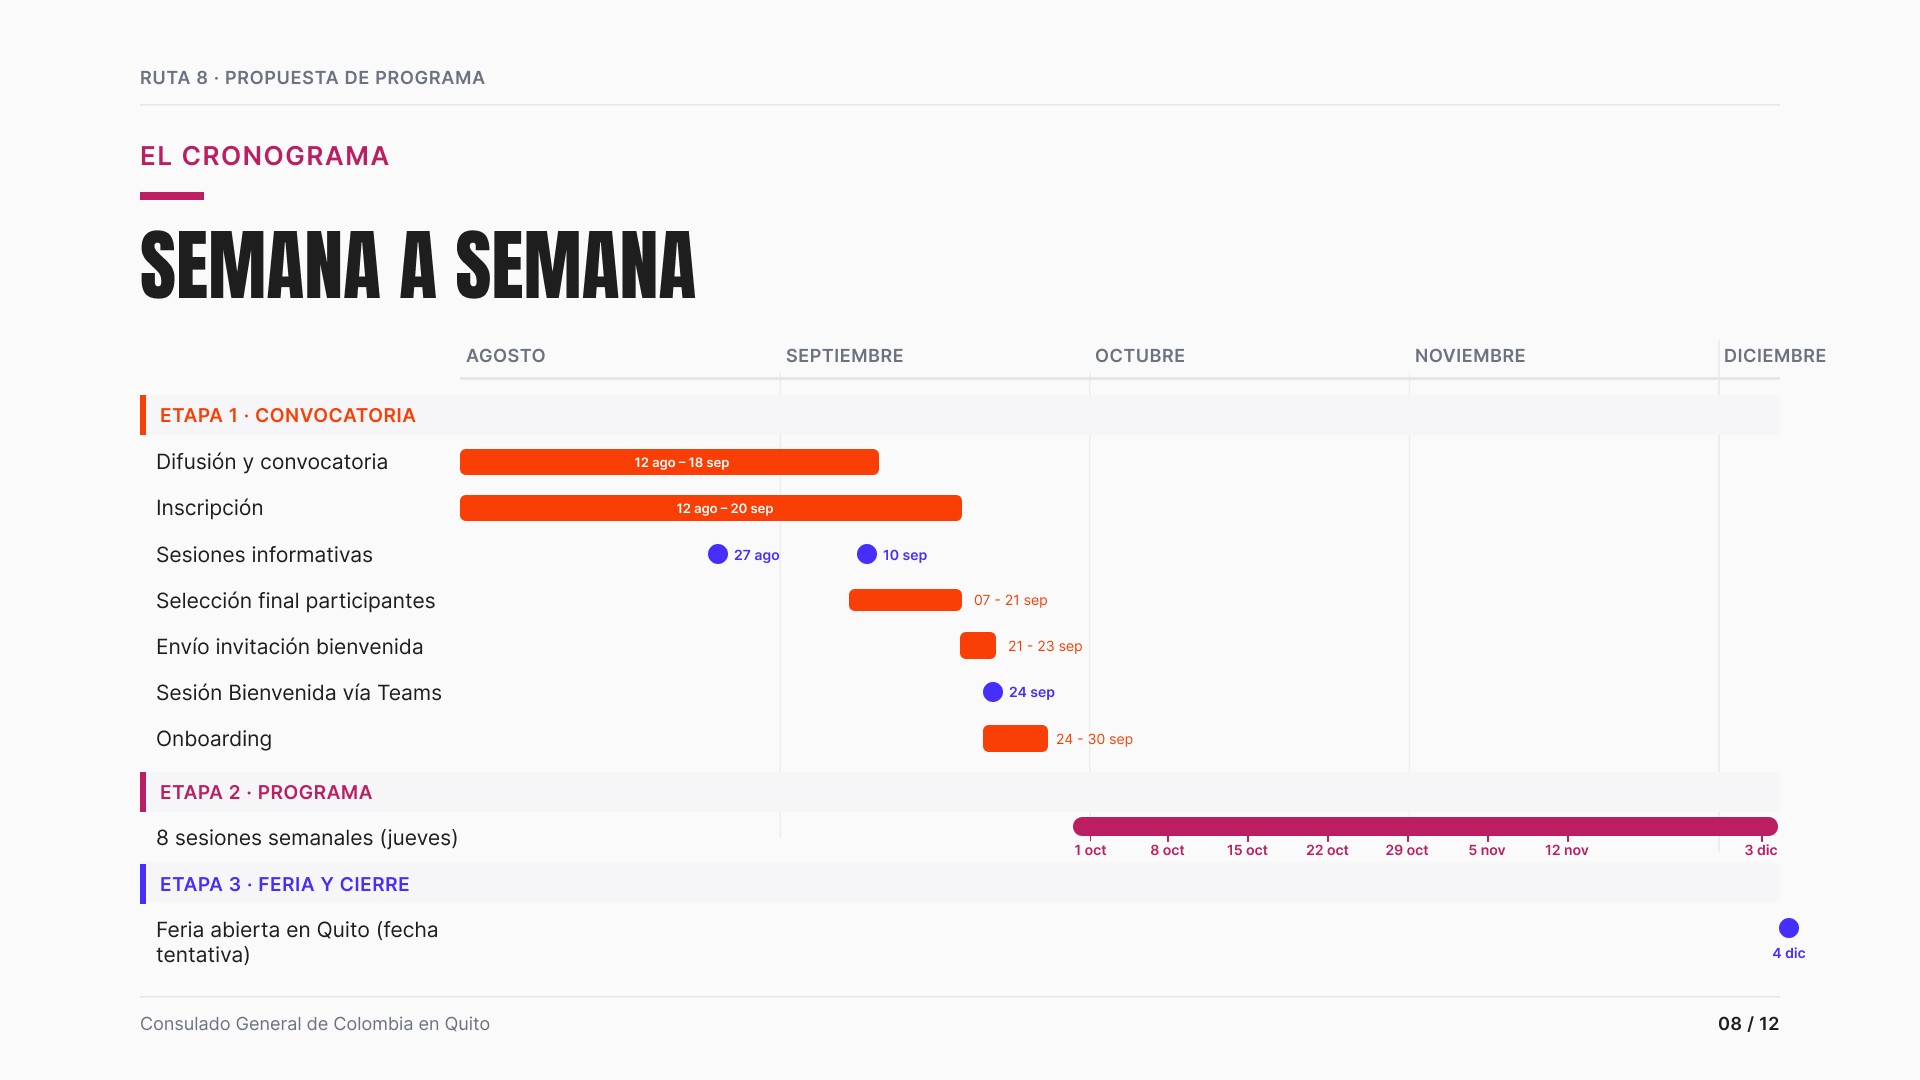 RUTA 8 · PROPUESTA DE PROGRAMA
EL CRONOGRAMA
SEMANA A SEMANA
AGOSTO SEPTIEMBRE OCTUBRE NOVIEMBRE DICIEMBRE
ETAPA 1 · CONVOCATORIA
Difusión y convocatoria 12 ago – 18 sep
Inscripción 12 ago – 20 sep
Sesiones informativas 27 ago 10 sep
Selección final participantes 07 - 21 sep
Envío invitación bienvenida 21 - 23 sep
Sesión Bienvenida vía Teams 24 sep
Onboarding 24 - 30 sep
ETAPA 2 · PROGRAMA
8 sesiones semanales (jueves)
1 oct 8 oct 15 oct 22 oct 29 oct 5 nov 12 nov 3 dic
ETAPA 3 · FERIA Y CIERRE
Feria abierta en Quito (fecha
tentativa)
4 dic
Consulado General de Colombia en Quito 08 / 12